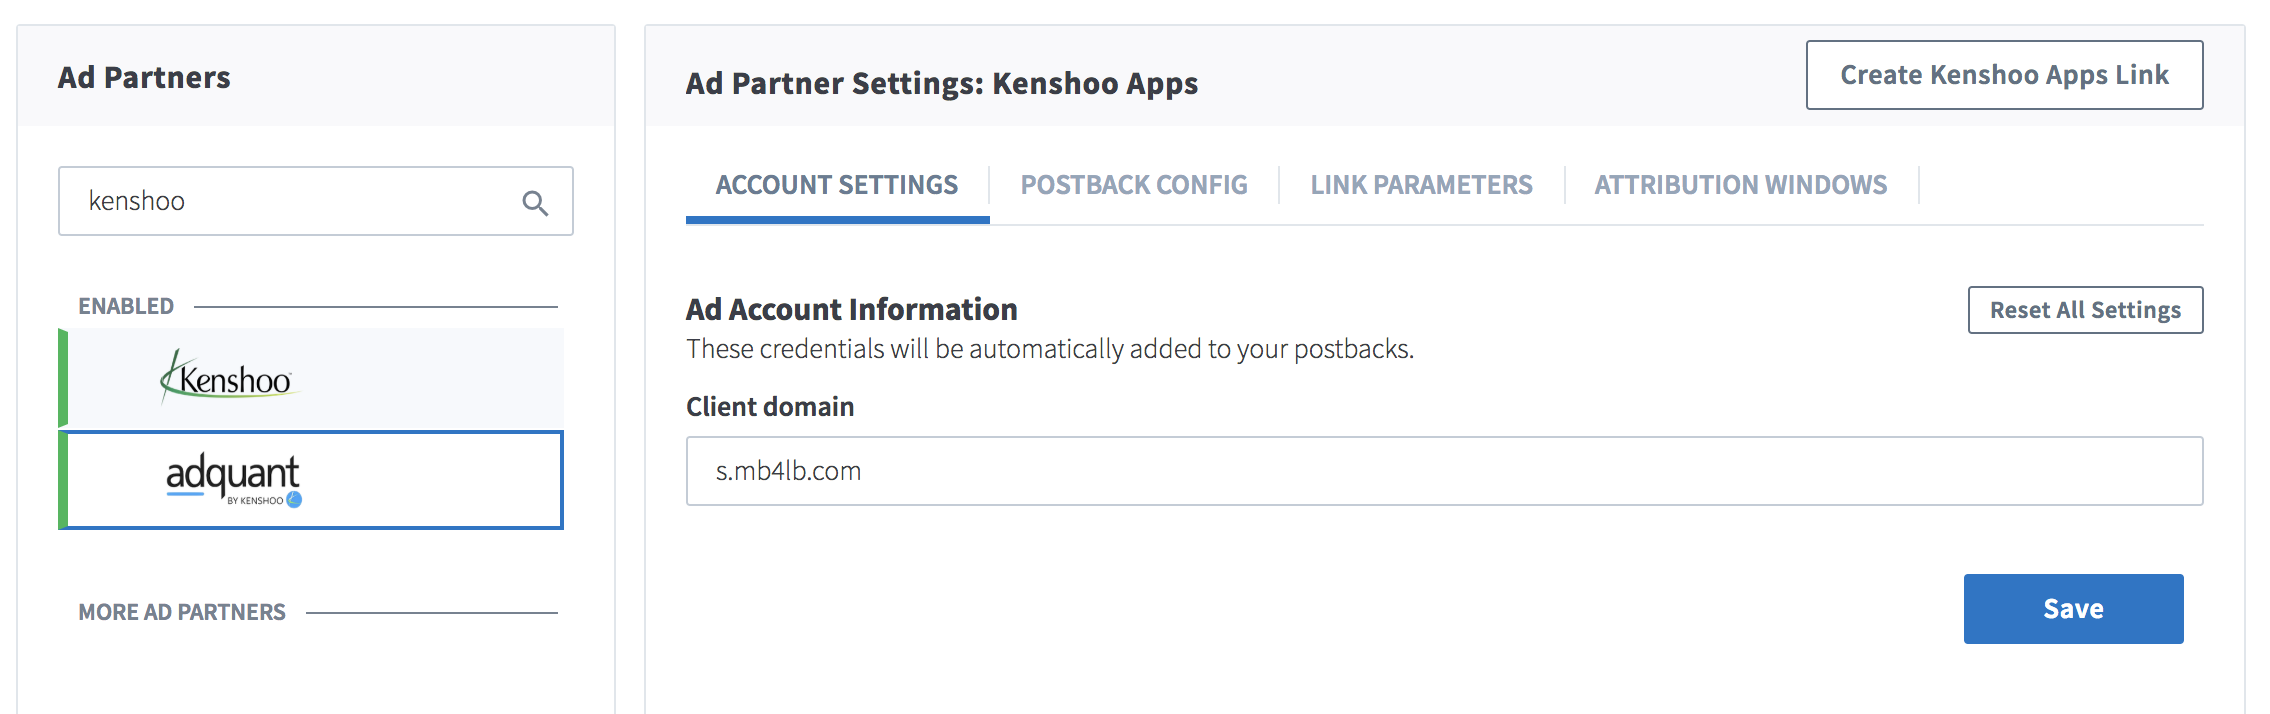 Ad Partners
kenshoo
ENABLED
Kenshoo
adquant
BY KENSHOO
MORE AD PARTNERS
Ad Partner Settings: Kenshoo Apps
Create Kenshoo Apps Link
ACCOUNT SETTINGS
POSTBACK CONFIG
LINK PARAMETERS
ATTRIBUTION WINDOWS
Ad Account Information
Reset All Settings
These credentials will be automatically added to your postbacks.
Client domain
s.mb4lb.com
Save